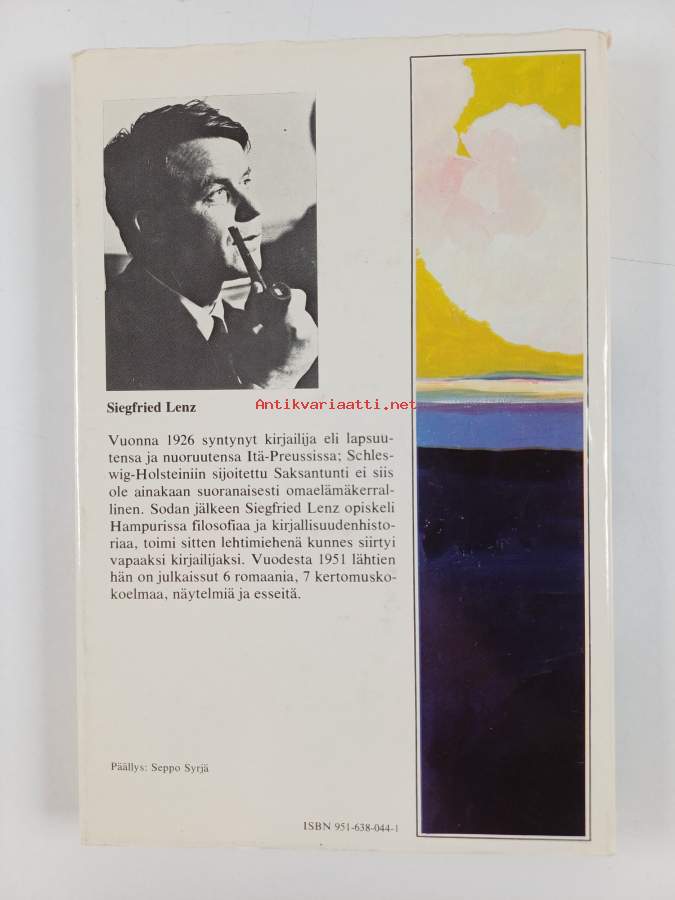 Siegfried Lenz
Antikvariaatti.net
Vuonna 1926 syntynyt kirjailija eli lapsuu-
tensa ja nuoruutensa Itä-Preussissa; Schles-
wig-Holsteiniin sijoitettu Saksantunti ei siis
ole ainakaan suoranaisesti omaelämäkerral-
linen. Sodan jälkeen Siegfried Lenz opiskeli
Hampurissa filosofiaa ja kirjallisuudenhisto-
riaa, toimi sitten lehtimiehenä kunnes siirtyi
vapaaksi kirjailijaksi. Vuodesta 1951 lähtien
hän on julkaissut 6 romaania, 7 kertomusko-
koelmaa, näytelmiä ja esseitä.
Päällys: Seppo Syrjä
ISBN 951-638-044-1